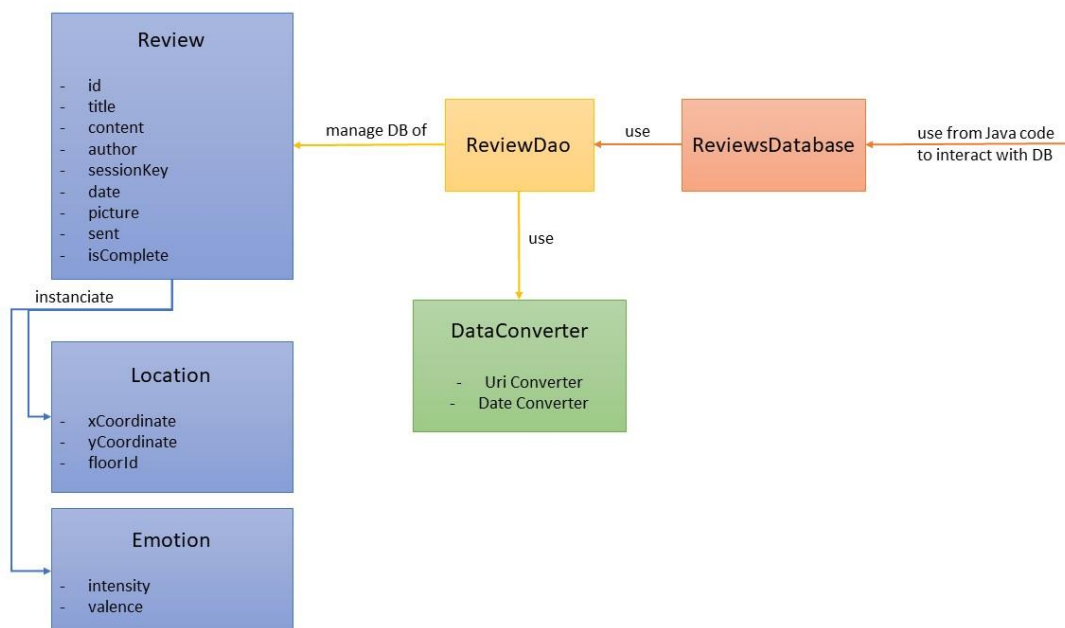 Review
- id
- title
- content
- author
- sessionKey
- date
- picture
- sent
- isComplete
manage DB of
ReviewDao
use
ReviewsDatabase
use from Java code
to interact with DB
use
instanciate
DataConverter
- Uri Converter
- Date Converter
Location
- xCoordinate
- yCoordinate
- floorId
Emotion
- intensity
- valence